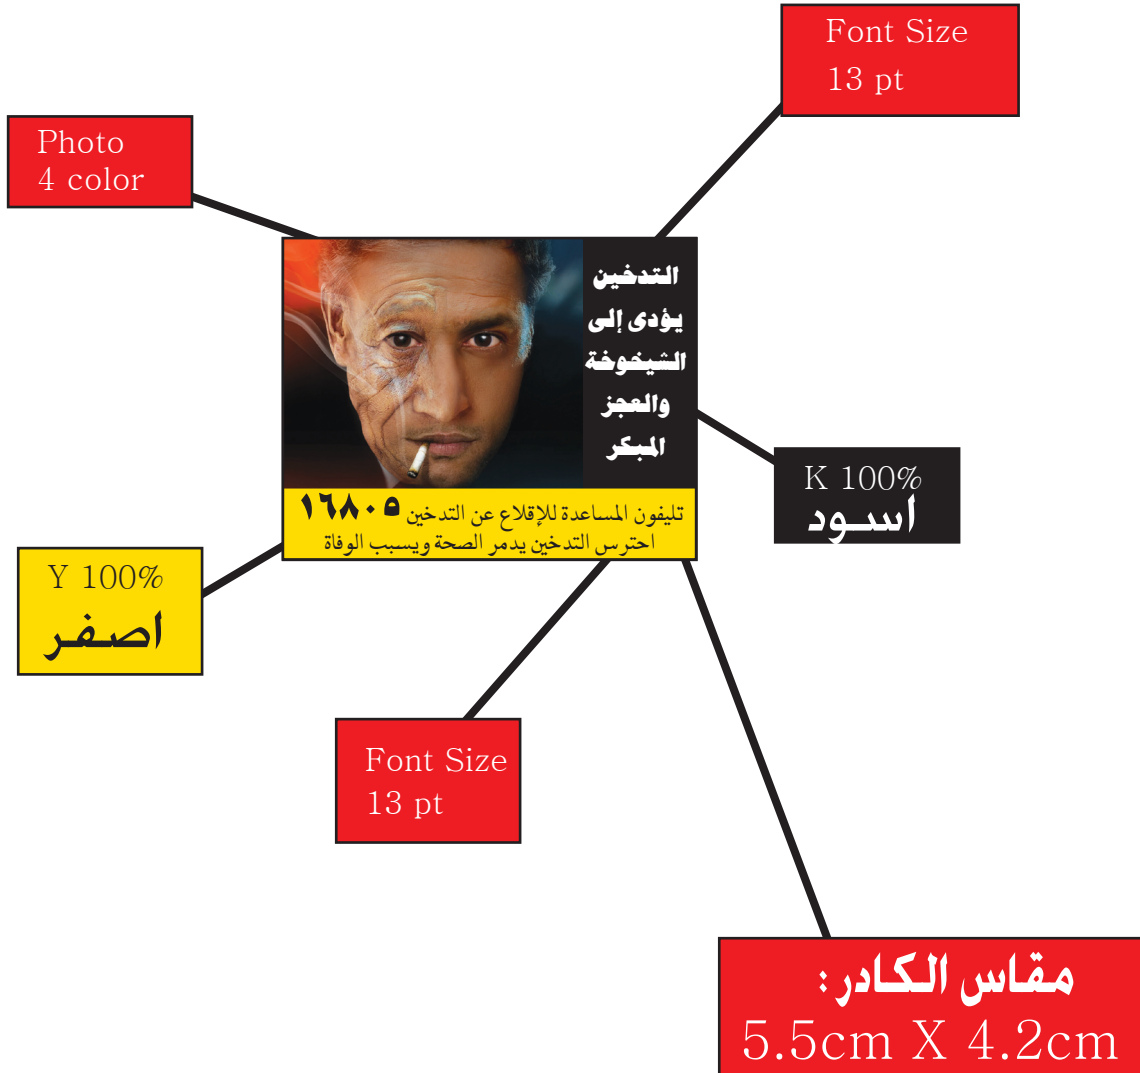 Font Size
13 pt
Photo
4 color
التدخين
يؤدى إلى
الشيخوخة
والعجز
المبكر
K 100%
اسود
تليفون المساعدة للإقلاع عن التدخين ١٦٨٠٥
احترس التدخين يدمر الصحة ويسبب الوفاة
Y 100%
اصفر
Font Size
13 pt
مقاس الكادر:
5.5cm X 4.2cm